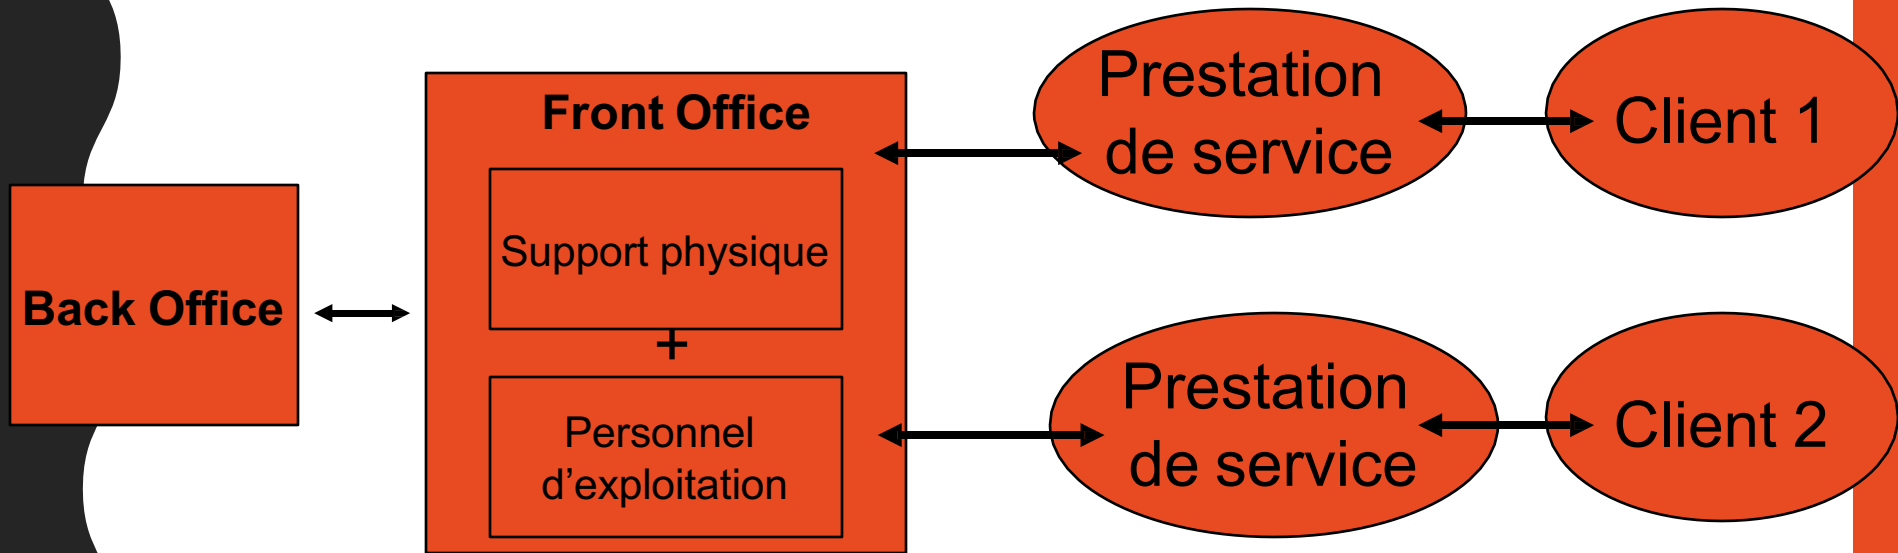 Back Office
Front Office
Support physique
+
Personnel
d’exploitation
Prestation
de service
Client 1
Prestation
de service
Client 2